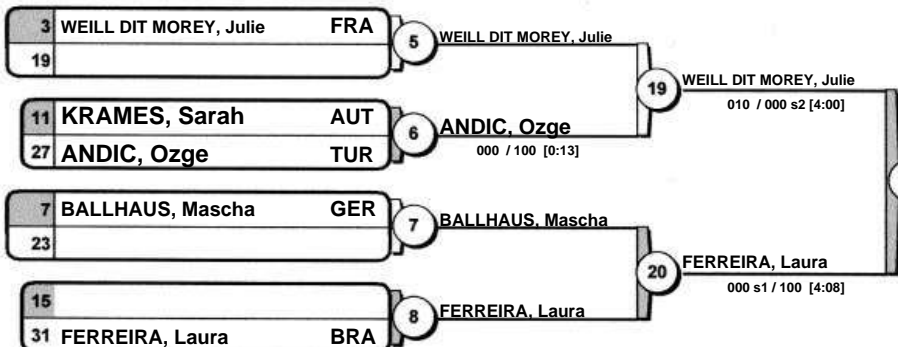 3 WEILL DIT MOREY, Julie FRA
19
5 WEILL DIT MOREY, Julie
11 KRAMES, Sarah AUT
27 ANDIC, Ozge TUR
6 ANDIC, Ozge
000 / 100 [0:13]
19 WEILL DIT MOREY, Julie
010 / 000 s2 [4:00]
7 BALLHAUS, Mascha GER
23
7 BALLHAUS, Mascha
15
31 FERREIRA, Laura BRA
8 FERREIRA, Laura
20 FERREIRA, Laura
000 s1 / 100 [4:08]